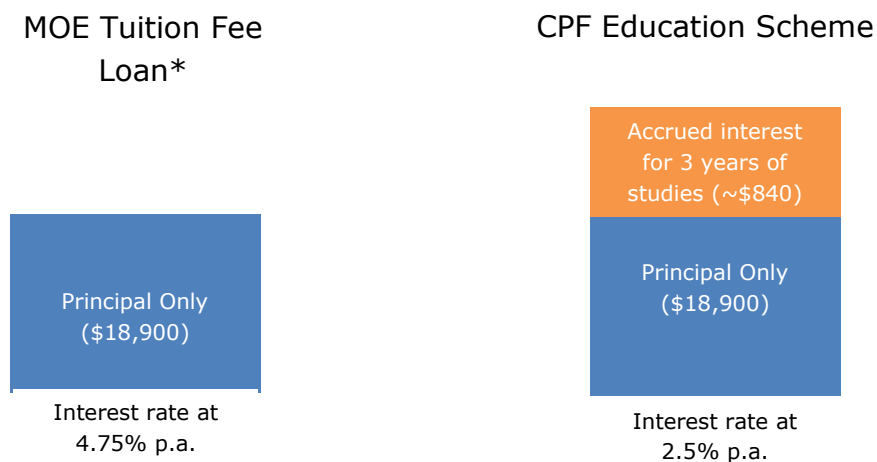 MOE Tuition Fee
Loan*
Principal Only
($18,900)
Interest rate at
4.75% p.a.
CPF Education Scheme
Accrued interest
for 3 years of
studies (~$840)
Principal Only
($18,900)
Interest rate at
2.5% p.a.